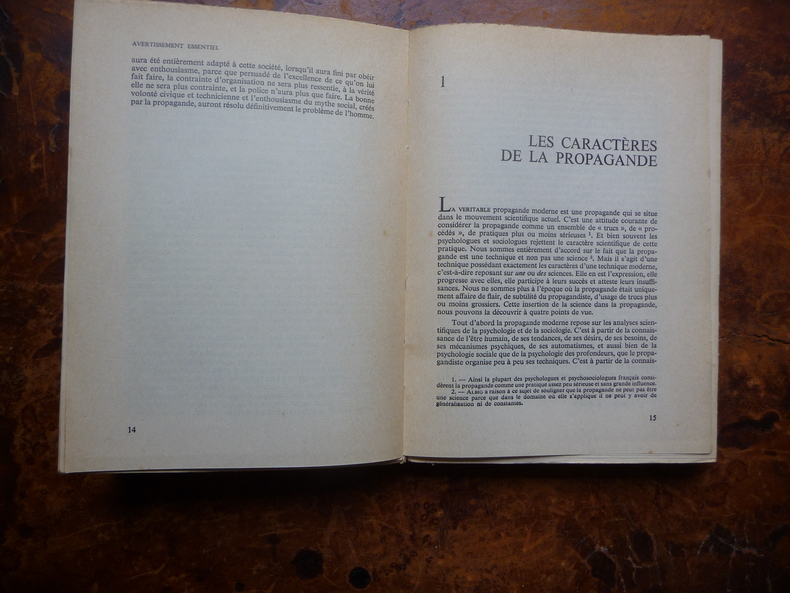 AVERTISSEMENT ESSENTIEL
aura été entièrement adapté à cette société, lorsqu'il aura fini par obéir
avec enthousiasme, parce que persuadé de l'excellence de ce qu'on lui
fait faire, la contrainte d'organisation ne sera plus ressentie, à la vérité
elle ne sera plus contrainte, et la police n'aura plus que faire. La bonne
volonté civique et technicienne et l'enthousiasme du mythe social, créés
par la propagande, auront résolu définitivement le problème de l'homme.
14
1
LES CARACTÈRES
DE LA PROPAGANDE
LA VERITABLE propagande moderne est une propagande qui se situe
dans le mouvement scientifique actuel. C'est une attitude courante de
considérer la propagande comme un ensemble de « trucs », de « pro-
cédés », de pratiques plus ou moins sérieuses 1. Et bien souvent les
psychologues et sociologues rejettent le caractère scientifique de cette
pratique. Nous sommes entièrement d'accord sur le fait que la propa-
gande est une technique et non pas une science 2. Mais il s'agit d'une
technique possédant exactement les caractères d'une technique moderne,
c'est-à-dire reposant sur une ou des sciences. Elle en est l'expression, elle
progresse avec elles, elle participe à leurs succès et atteste leurs insuffi-
sances. Nous ne sommes plus à l'époque où la propagande était unique-
ment affaire de flair, de subtilité du propagandiste, d'usage de trucs plus
ou moins grossiers. Cette insertion de la science dans la propagande,
nous pouvons la découvrir à quatre points de vue.
Tout d'abord la propagande moderne repose sur les analyses scien-
tifiques de la psychologie et de la sociologie. C'est à partir de la connais-
sance de l'être humain, de ses tendances, de ses désirs, de ses besoins, de
ses mécanismes psychiques, de ses automatismes, et aussi bien de la
psychologie sociale que de la psychologie des profondeurs, que la propa-
gandiste organise peu à peu ses techniques. C'est à partir de la connais-
1. — Ainsi la plupart des psychologues et psychosociologues français consi-
dèrent la propagande comme une pratique assez peu sérieuse et sans grande influence.
2. — ALBIG a raison à ce sujet de souligner que la propagande ne peut pas être
une science parce que dans le domaine où elle s'applique il ne peut y avoir de
généralisation ni de constantes.
15